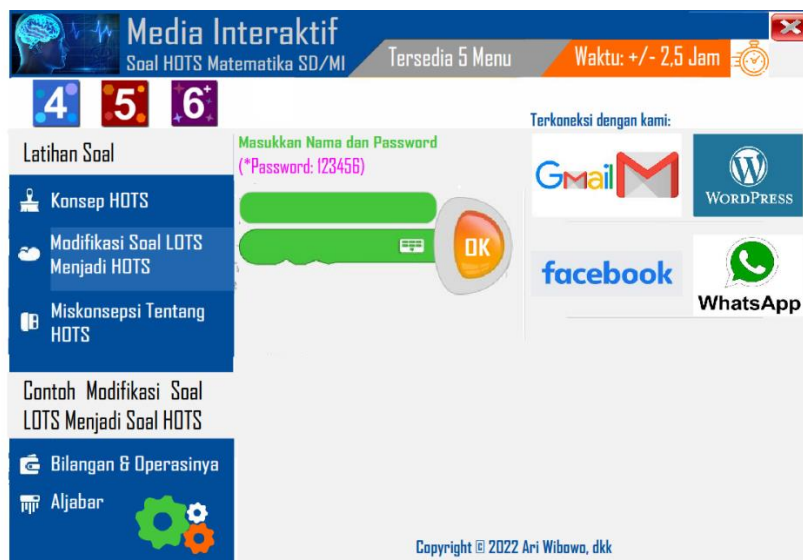 Media Interaktif
Soal HOTS Matematika SD/MI
Tersedia 5 Menu
Waktu: +/- 2,5 Jam
4 5 6
Terkoneksi dengan kami:
Latihan Soal
Masukkan Nama dan Password
(*Password: 123456)
Gmail
WORDPRESS
Konsep HOTS
Modifikasi Soal LOTS
Menjadi HOTS
OK
facebook
WhatsApp
Miskonsepsi Tentang
HOTS
Contoh Modifikasi Soal
LOTS Menjadi Soal HOTS
Bilangan & Operasinya
Aljabar
Copyright © 2022 Ari Wibowo, dkk